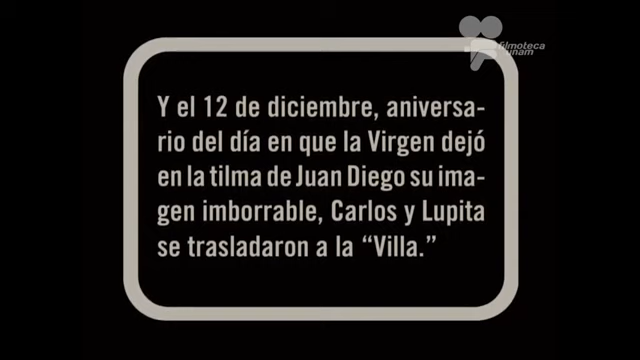 filmoteca
unam
Y el 12 de diciembre, aniversa-
rio del día en que la Virgen dejó
en la tilma de Juan Diego su ima-
gen imborrable, Carlos y Lupita
se trasladaron a la “Villa.”